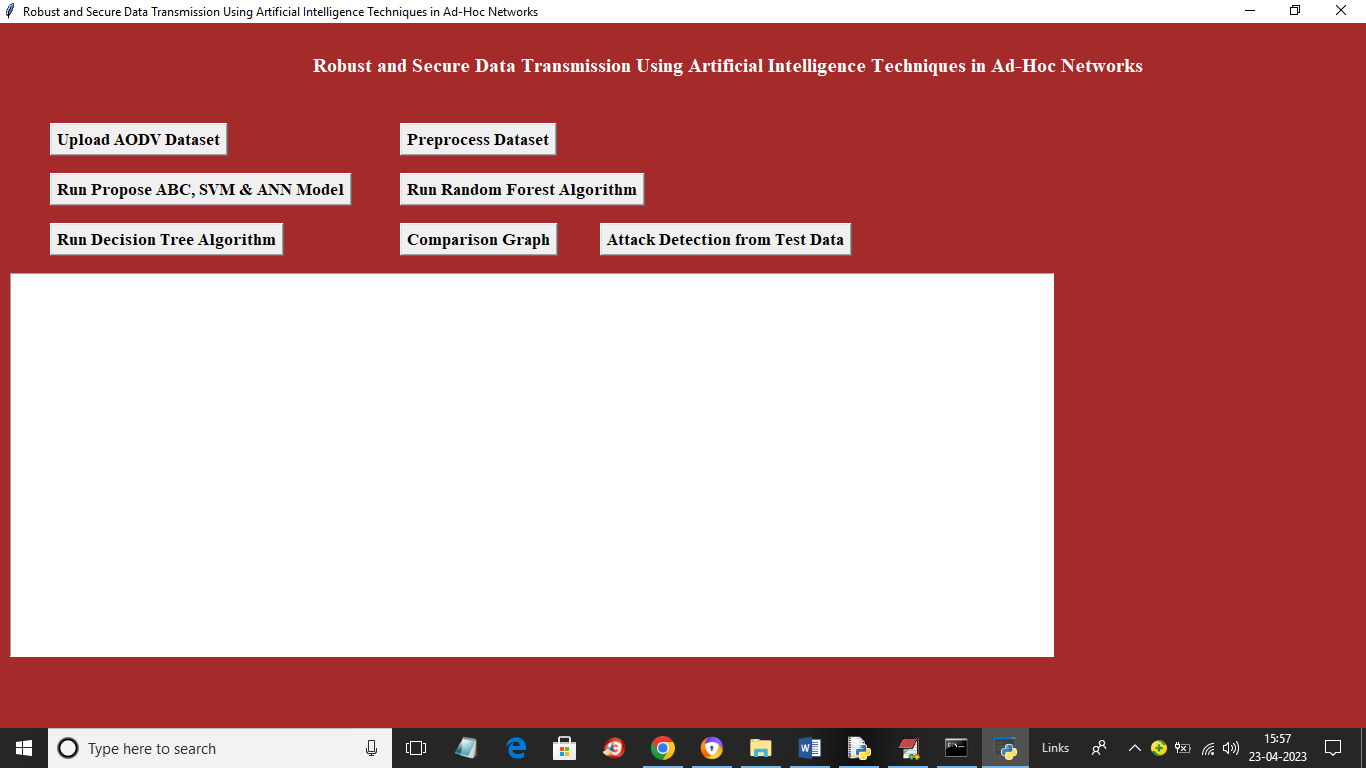 Robust and Secure Data Transmission Using Artificial Intelligence Techniques in Ad-Hoc Networks
Robust and Secure Data Transmission Using Artificial Intelligence Techniques in Ad-Hoc Networks
Upload AODV Dataset
Preprocess Dataset
Run Propose ABC, SVM & ANN Model
Run Random Forest Algorithm
Run Decision Tree Algorithm
Comparison Graph
Attack Detection from Test Data
Type here to search
Links
15:57
23-04-2023